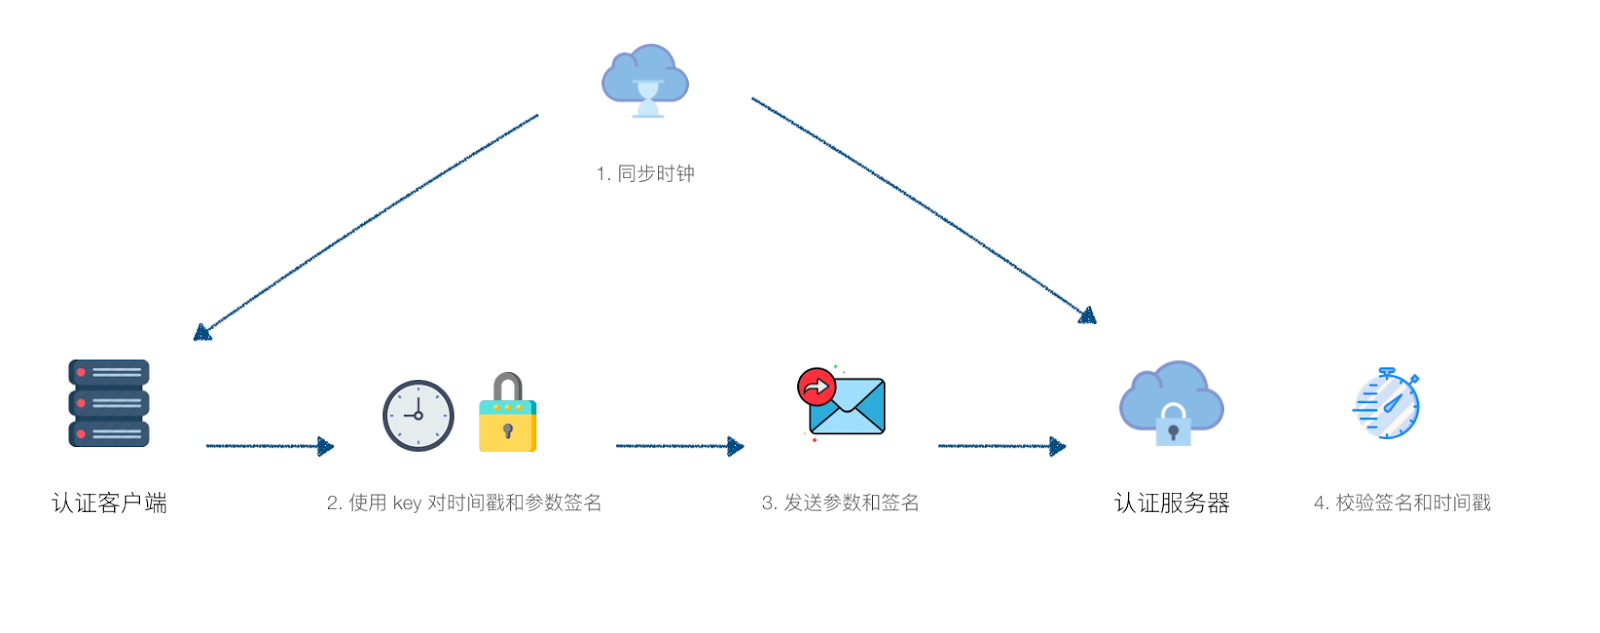 1. 同步时钟
认证客户端
2. 使用 key 对时间戳和参数签名
3. 发送参数和签名
认证服务器
4. 校验签名和时间戳